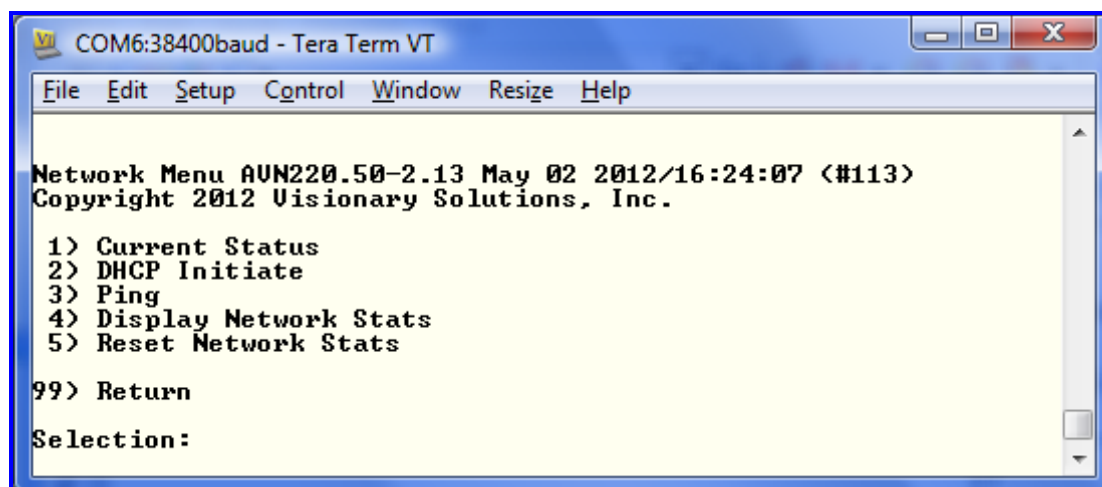 COM6:38400baud - Tera Term VT
File Edit Setup Control Window Resize Help
Network Menu AVN220.50-2.13 May 02 2012/16:24:07 (#113)
Copyright 2012 Visionary Solutions, Inc.
1) Current Status
2) DHCP Initiate
3) Ping
4) Display Network Stats
5) Reset Network Stats
99) Return
Selection: